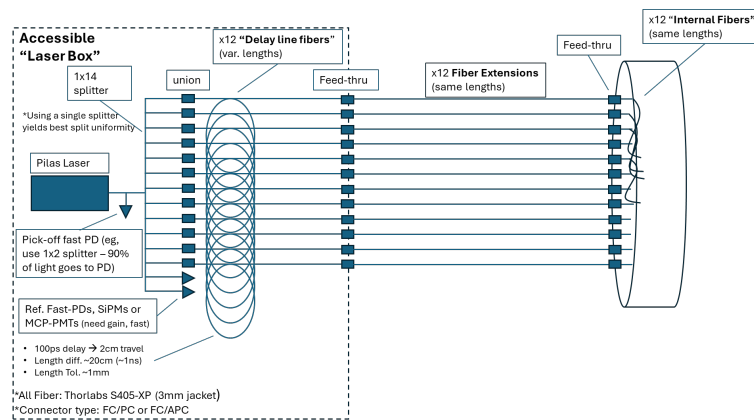 Accessible
“Laser Box”
x12 “Delay line fibers”
(var. lengths)
x12 “Internal Fibers”
(same lengths)
Feed-thru
1x14
splitter
union
Feed-thru
x12 Fiber Extensions
(same lengths)
*Using a single splitter
yields best split uniformity
Pilas Laser
Pick-off fast PD (eg,
use 1x2 splitter – 90%
of light goes to PD)
Ref. Fast-PDs, SiPMs or
MCP-PMTs (need gain, fast)
• 100ps delay → 2cm travel
• Length diff. ~20cm (~1ns)
• Length Tol. ~1mm
*All Fiber: Thorlabs S405-XP (3mm jacket)
*Connector type: FC/PC or FC/APC